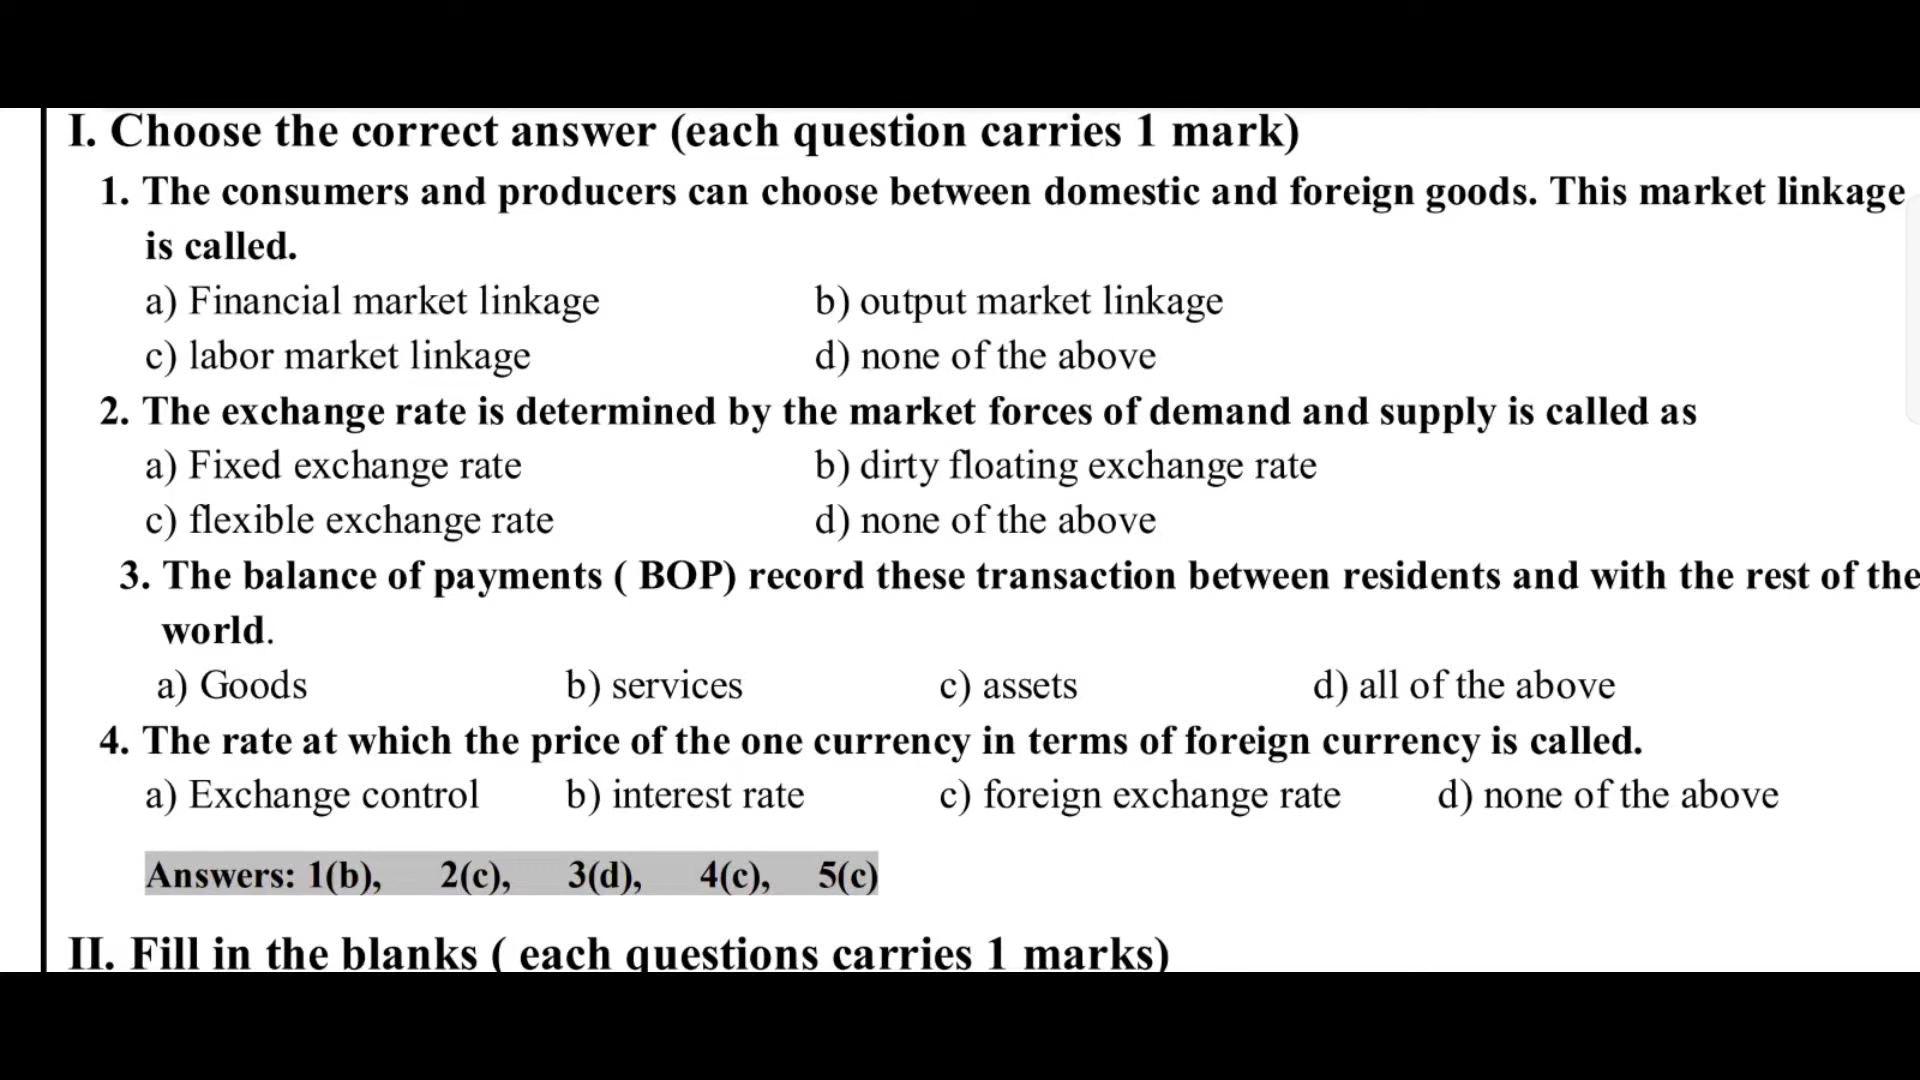 I. Choose the correct answer (each question carries 1 mark)
1. The consumers and producers can choose between domestic and foreign goods. This market linkage
is called.
a) Financial market linkage b) output market linkage
c) labor market linkage d) none of the above
2. The exchange rate is determined by the market forces of demand and supply is called as
a) Fixed exchange rate b) dirty floating exchange rate
c) flexible exchange rate d) none of the above
3. The balance of payments ( BOP) record these transaction between residents and with the rest of the
world.
a) Goods b) services c) assets d) all of the above
4. The rate at which the price of the one currency in terms of foreign currency is called.
a) Exchange control b) interest rate c) foreign exchange rate d) none of the above
Answers: 1(b), 2(c), 3(d), 4(c), 5(c)
II. Fill in the blanks ( each questions carries 1 marks)